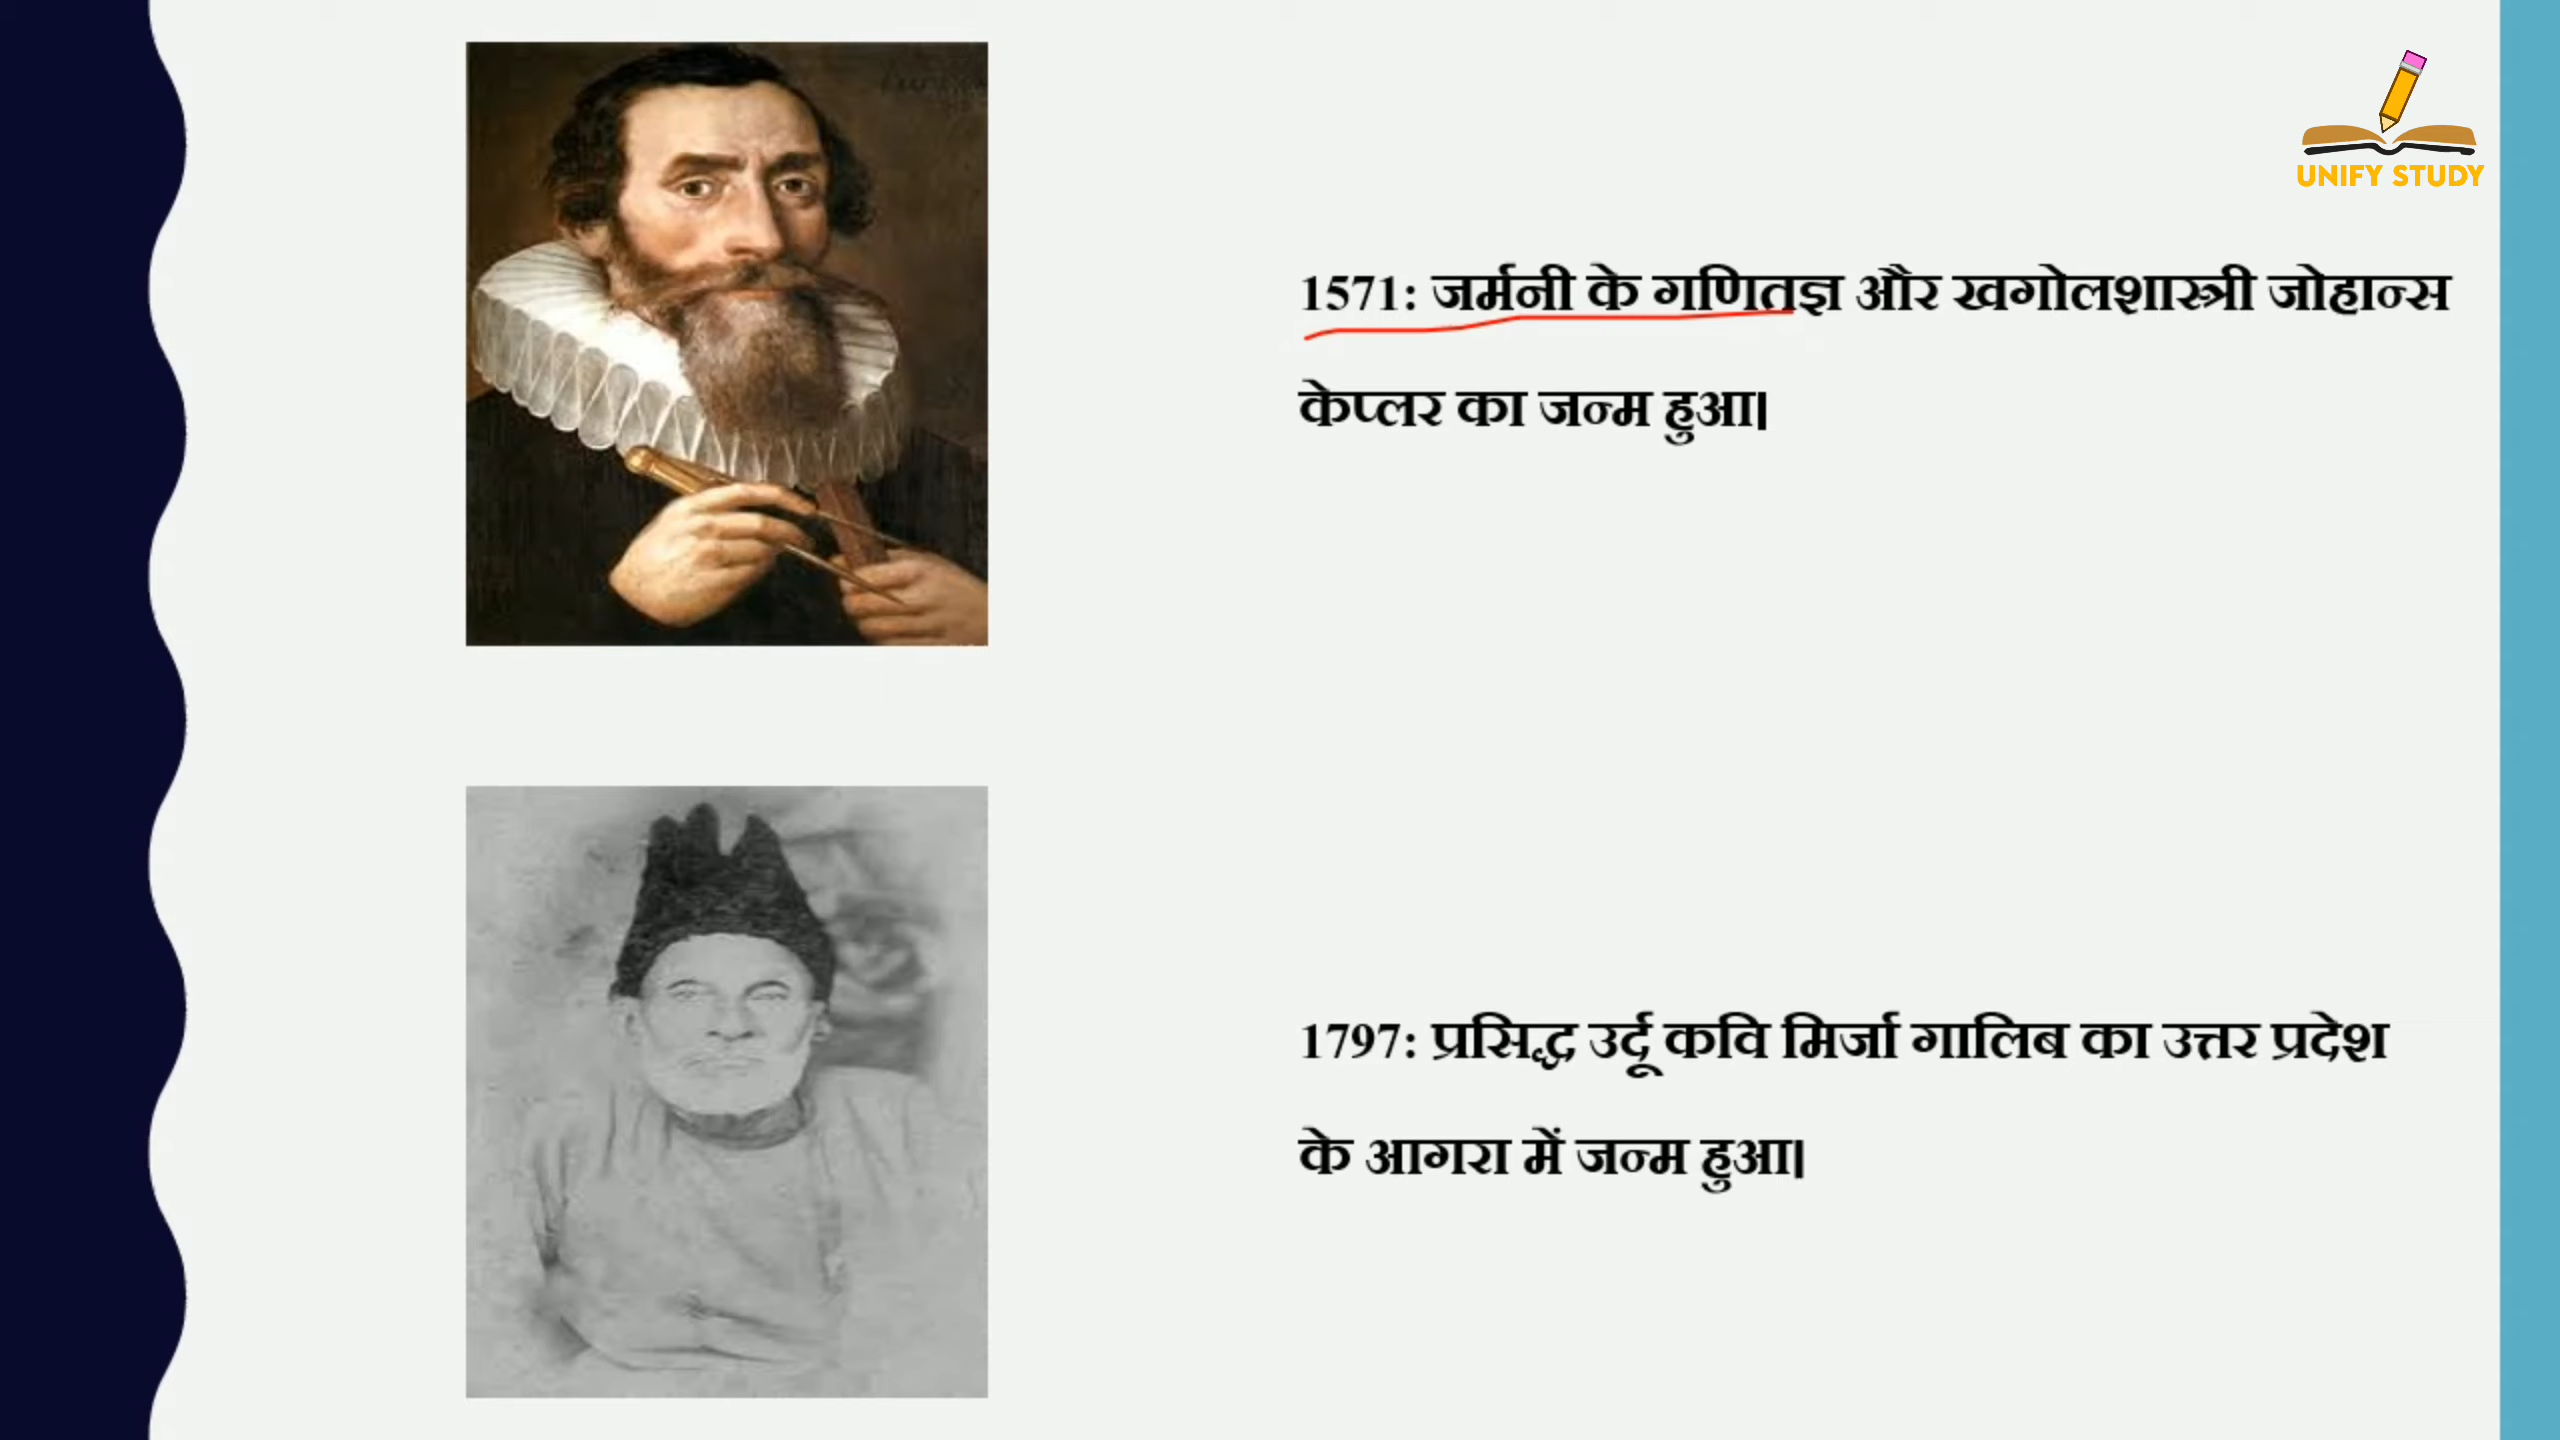 UNIFY STUDY
1571: जर्मनी के गणितज्ञ और खगोलशास्त्री जोहान्स
केप्लर का जन्म हुआ।
1797: प्रसिद्ध उर्दू कवि मिर्जा गालिब का उत्तर प्रदेश
के आगरा में जन्म हुआ।